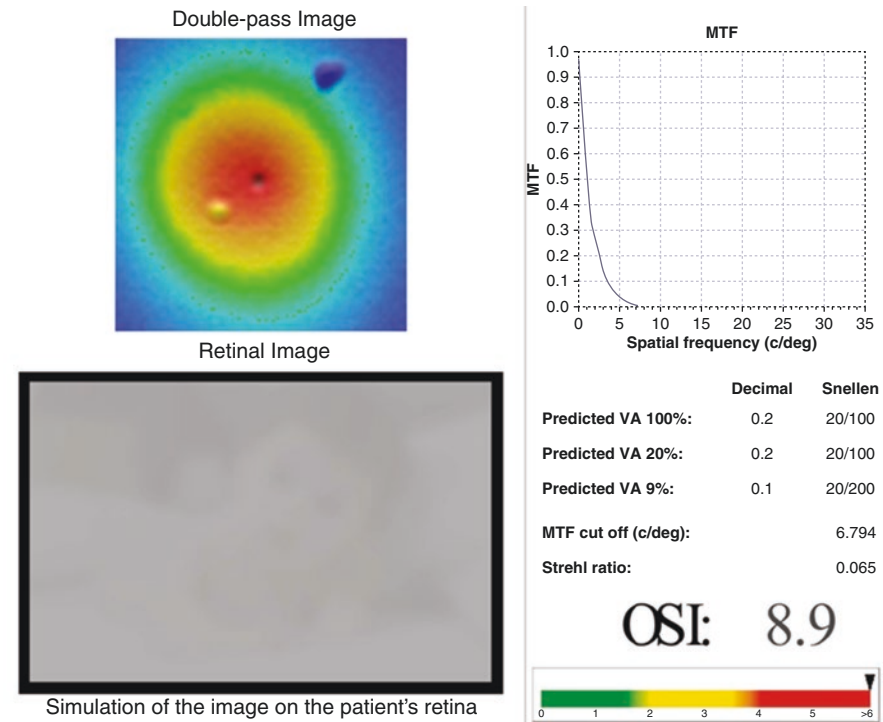 Double-pass Image
Retinal Image
Simulation of the image on the patient's retina
MTF
MTF
1.0
0.9
0.8
0.7
0.6
0.5
0.4
0.3
0.2
0.1
0.0
0 5 10 15 20 25 30 35
Spatial frequency (c/deg)
Decimal Snellen
Predicted VA 100%: 0.2 20/100
Predicted VA 20%: 0.2 20/100
Predicted VA 9%: 0.1 20/200
MTF cut off (c/deg): 6.794
Strehl ratio: 0.065
OSI: 8.9
0 1 2 3 4 5 >6